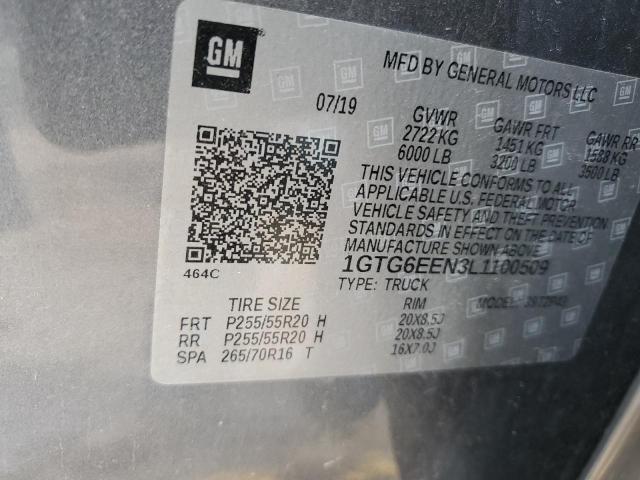 GM
MFD BY GENERAL MOTORS LLC
07/19 GVWR GAWR FRT GAWR RR
2722 KG 1451 KG 1588 KG
6000 LB 3200 LB 3500 LB
THIS VEHICLE CONFORMS TO ALL
APPLICABLE U.S. FEDERAL MOTOR
VEHICLE SAFETY AND THEFT PREVENTION
STANDARDS IN EFFECT ON THE DATE OF
MANUFACTURE SHOWN ABOVE.
1GTG6EEN3L1100509
464C
TYPE: TRUCK MODEL:
TIRE SIZE RIM
FRT P255/55R20 H 20X8.5J
RR P255/55R20 H 20X8.5J
SPA 265/70R16 T 16X7.0J